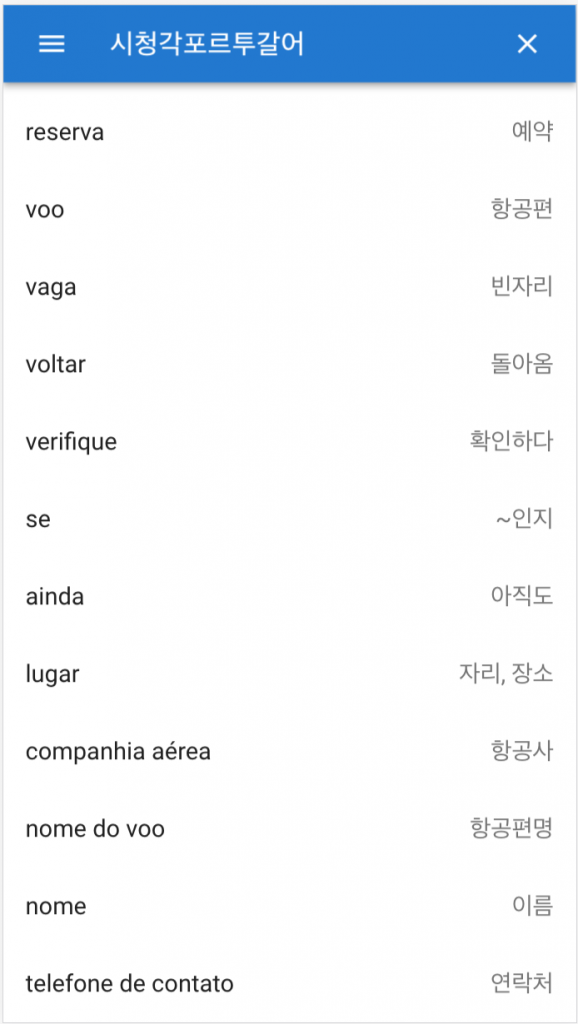 시청각포르투갈어
reserva 예약
voo 항공편
vaga 빈자리
voltar 돌아옴
verifique 확인하다
se ~인지
ainda 아직도
lugar 자리, 장소
companhia aérea 항공사
nome do voo 항공편명
nome 이름
telefone de contato 연락처